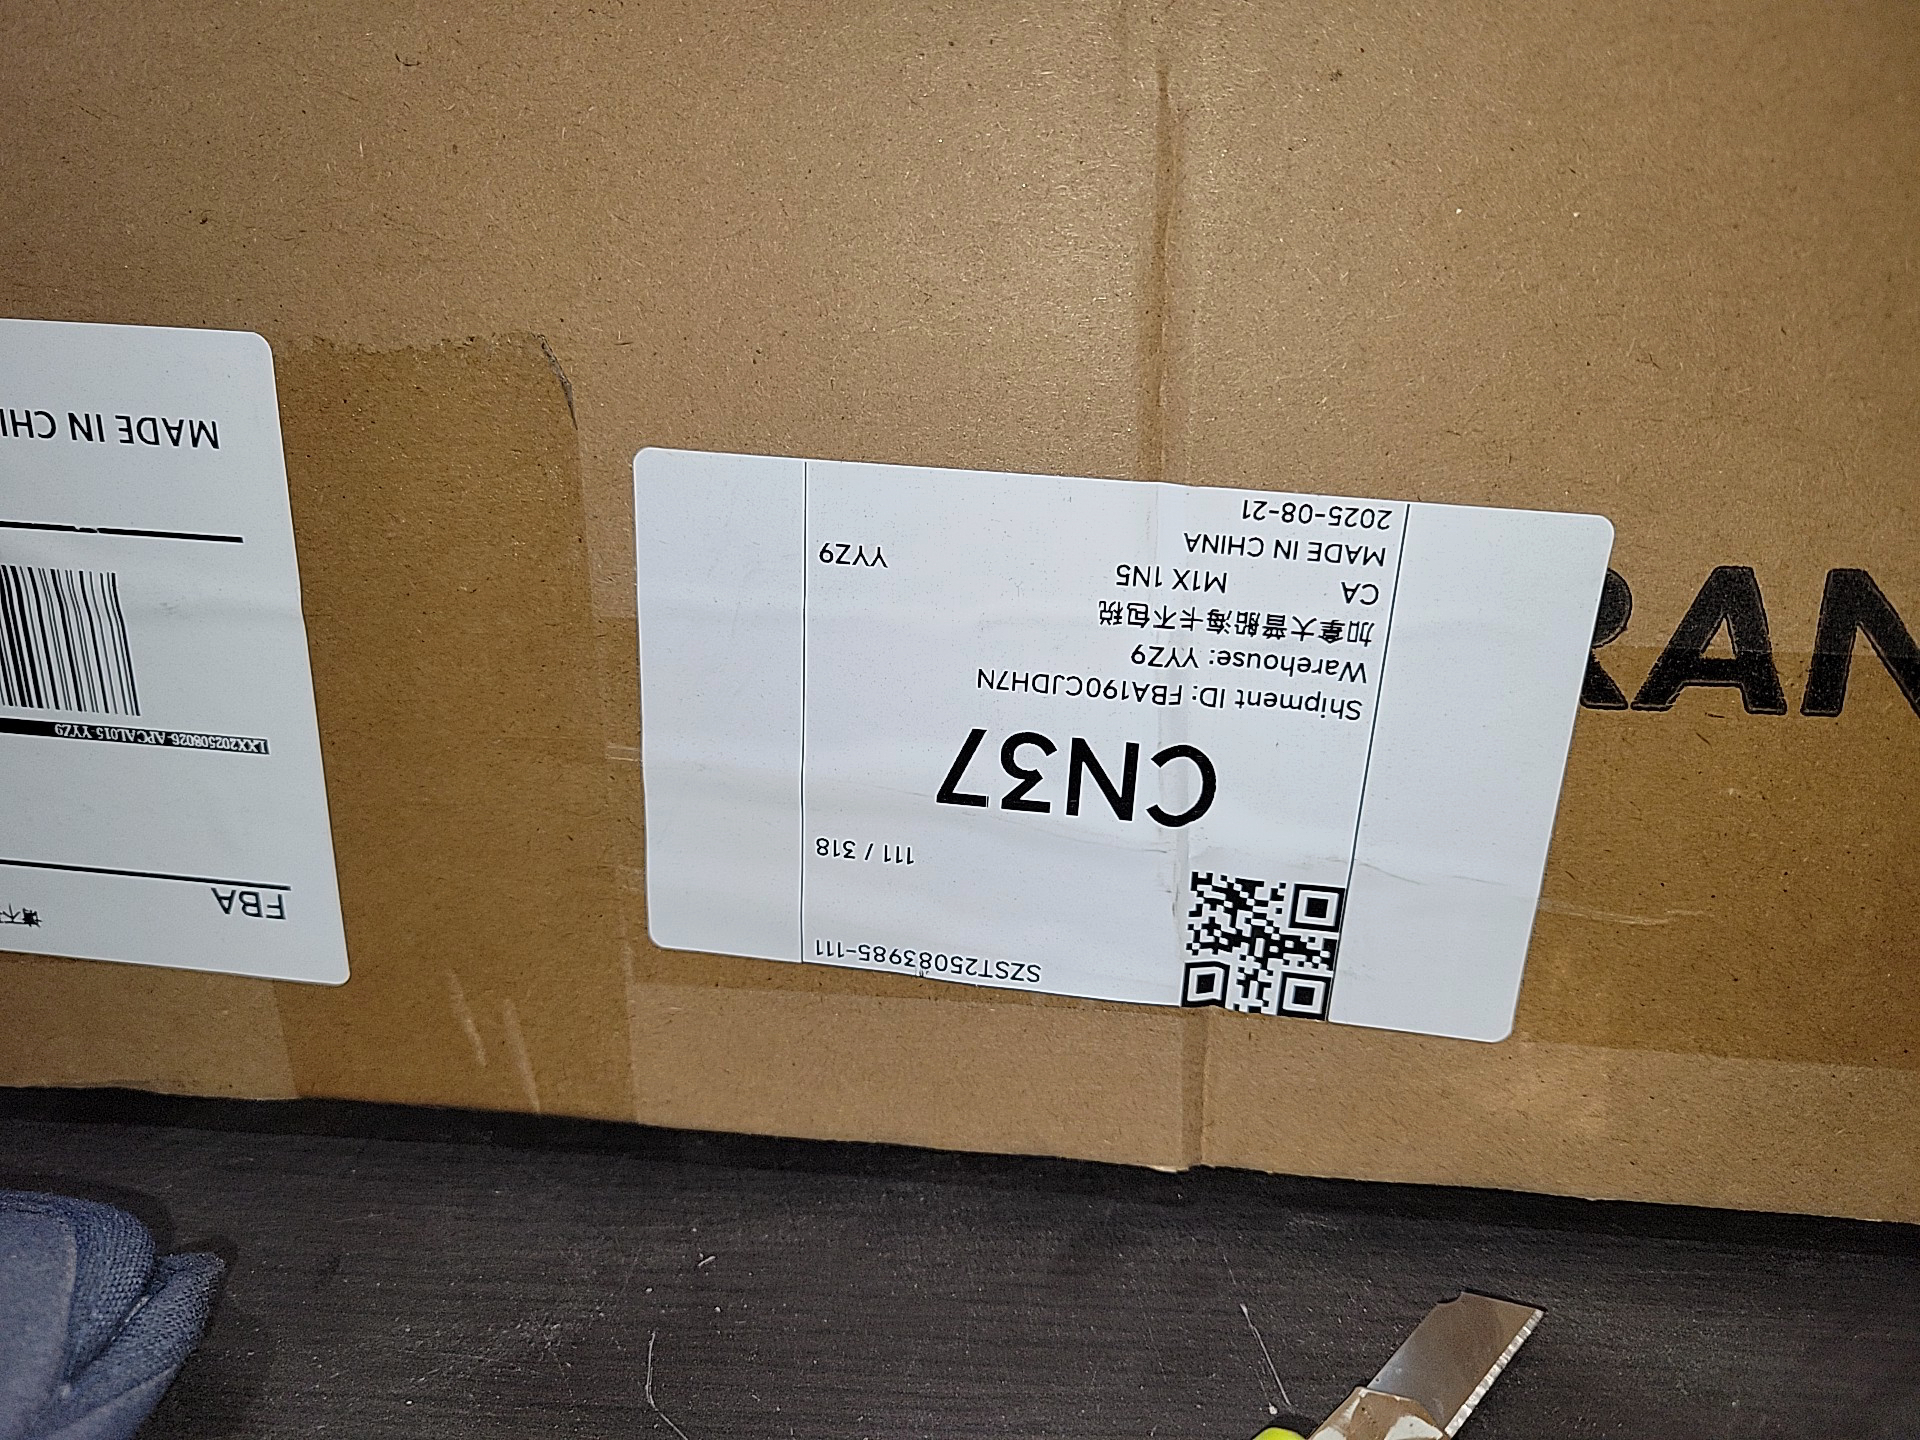 SZST25083985-111
111 / 318
CN37
Shipment ID: FBA190CJDH7N
Warehouse: YYZ9
加拿大普船海卡不包税
CA M1X 1N5
MADE IN CHINA YYZ9
2025-08-21
RAN
FBA
LXX202508026-APCAL015-YYZ9
MADE IN CHI